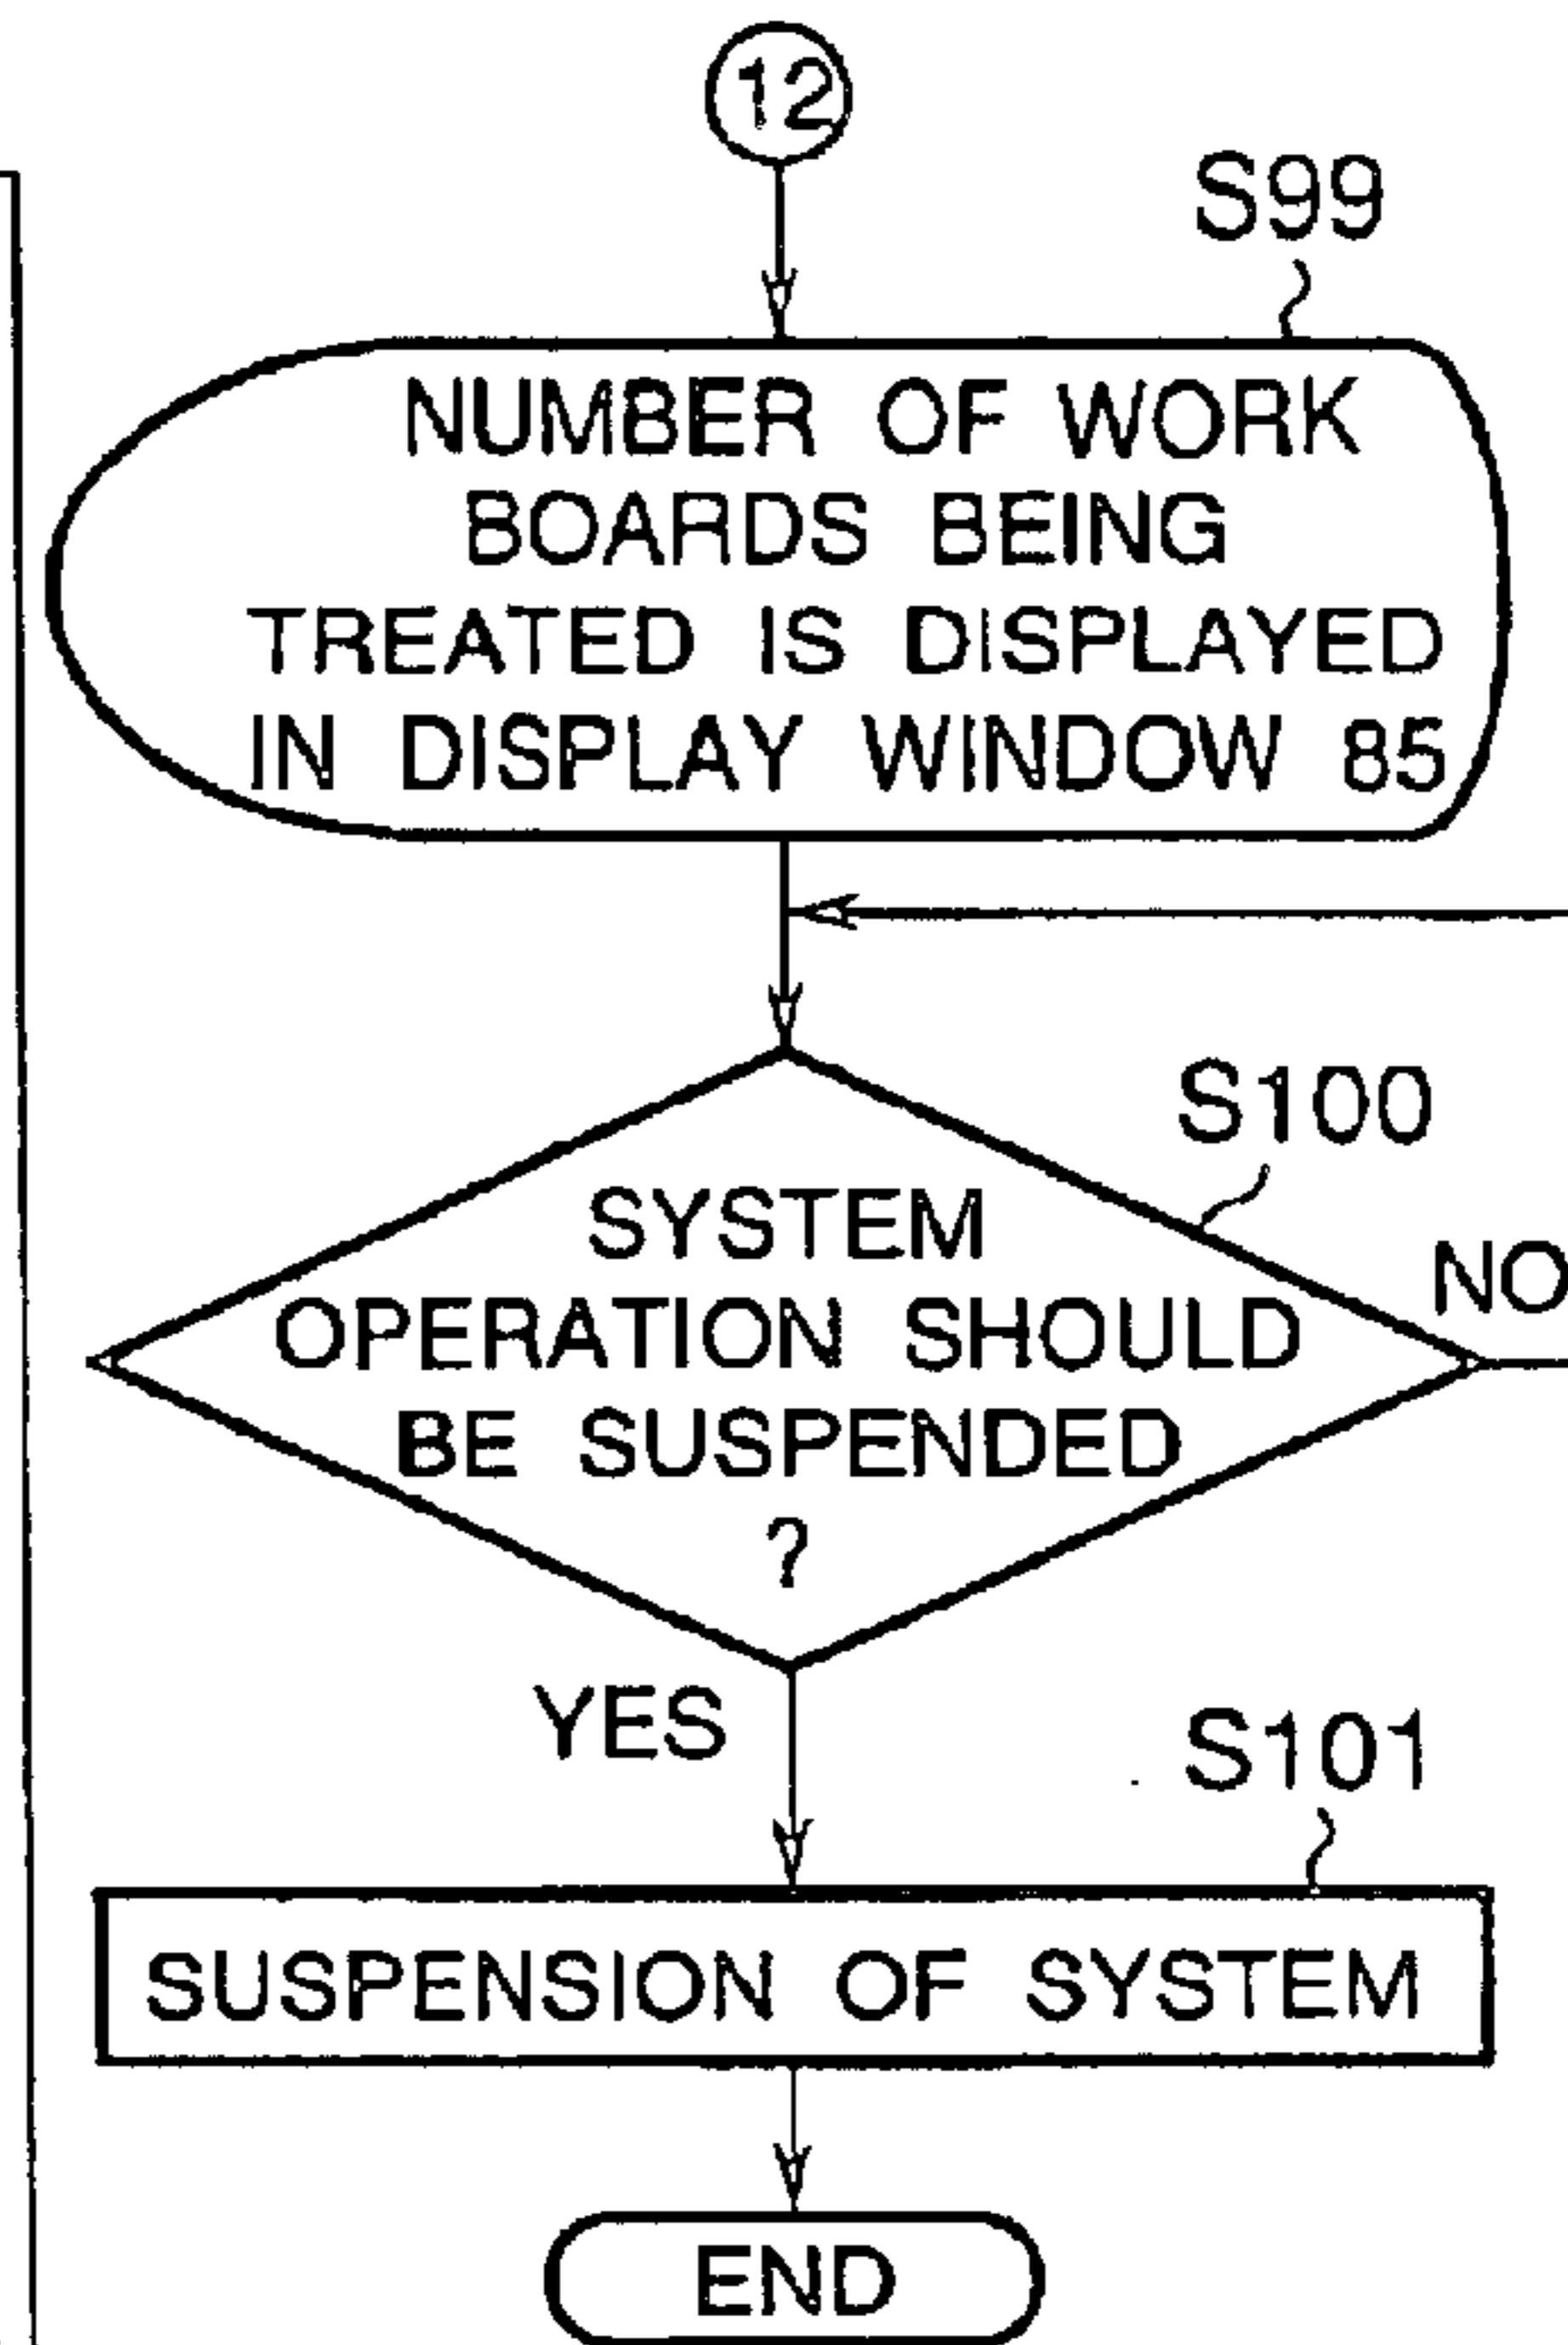 12
S99
NUMBER OF WORK
BOARDS BEING
TREATED IS DISPLAYED
IN DISPLAY WINDOW 85
S100
SYSTEM
OPERATION SHOULD
BE SUSPENDED
?
NO
YES
S101
SUSPENSION OF SYSTEM
END